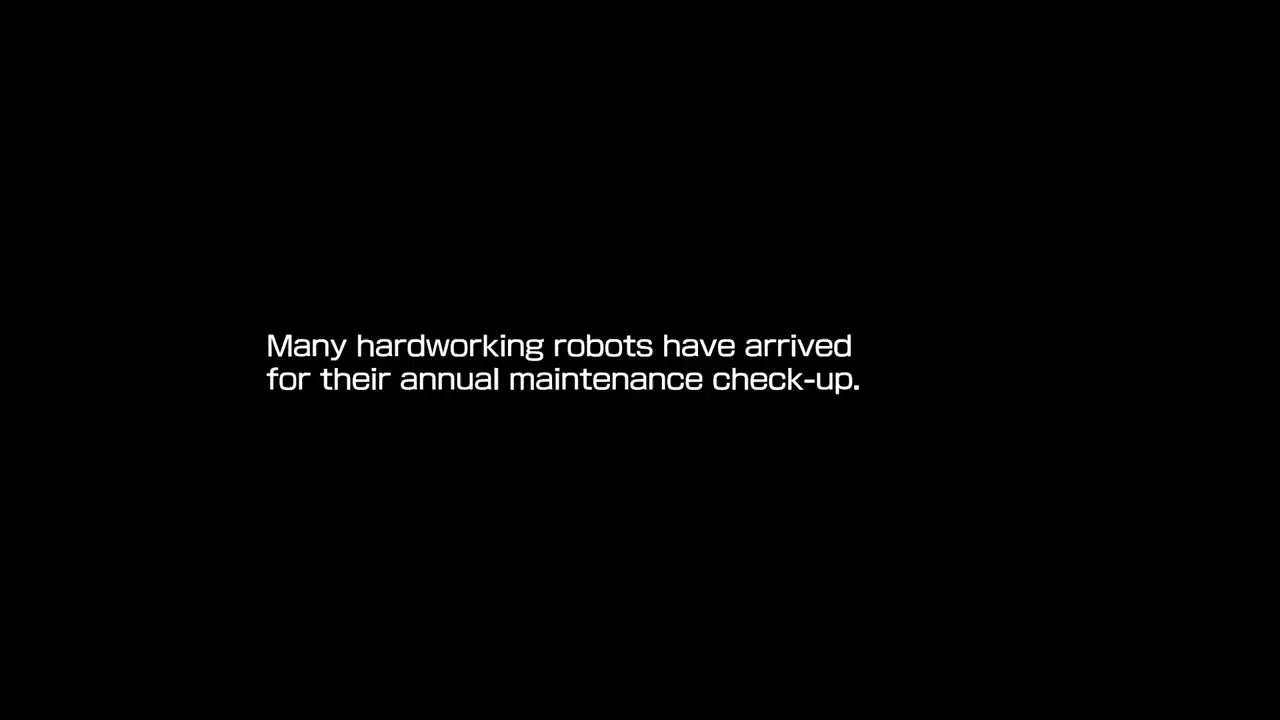 Many hardworking robots have arrived
for their annual maintenance check-up.